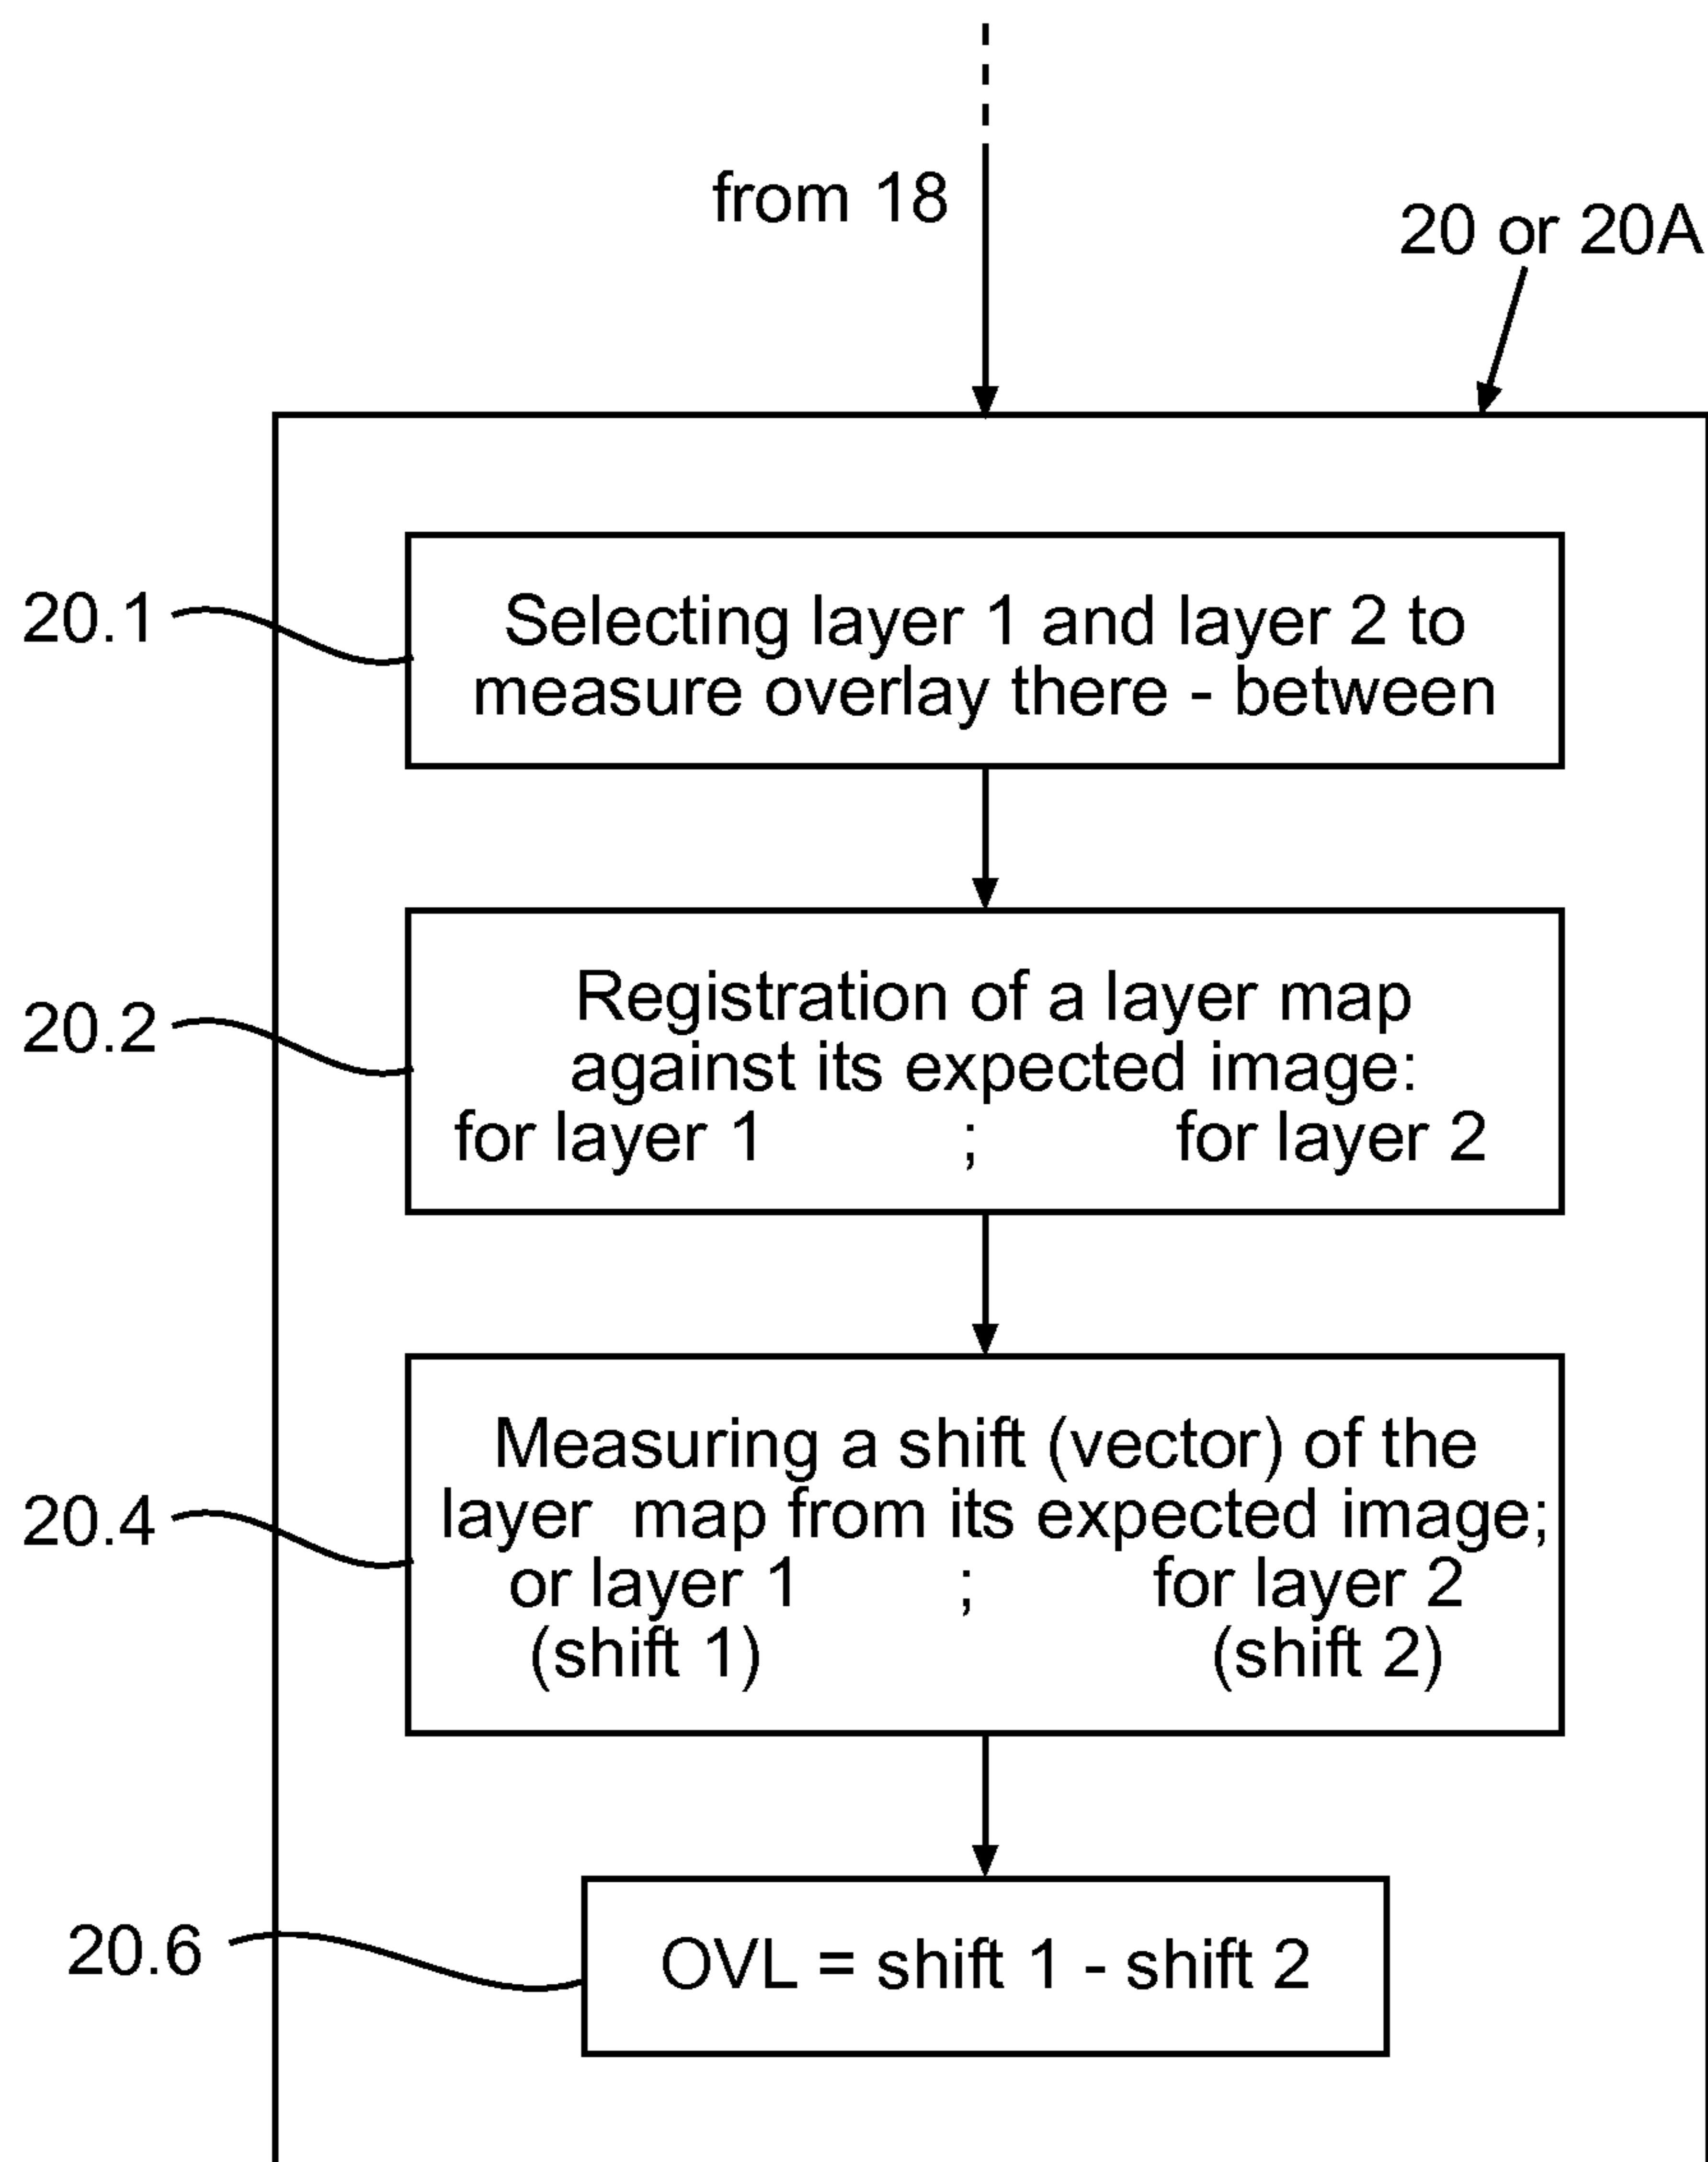 from 18
20 or 20A
20.1
Selecting layer 1 and layer 2 to
measure overlay there - between
20.2
Registration of a layer map
against its expected image:
for layer 1 ; for layer 2
20.4
Measuring a shift (vector) of the
layer map from its expected image;
or layer 1 ; for layer 2
(shift 1) (shift 2)
20.6
OVL = shift 1 - shift 2